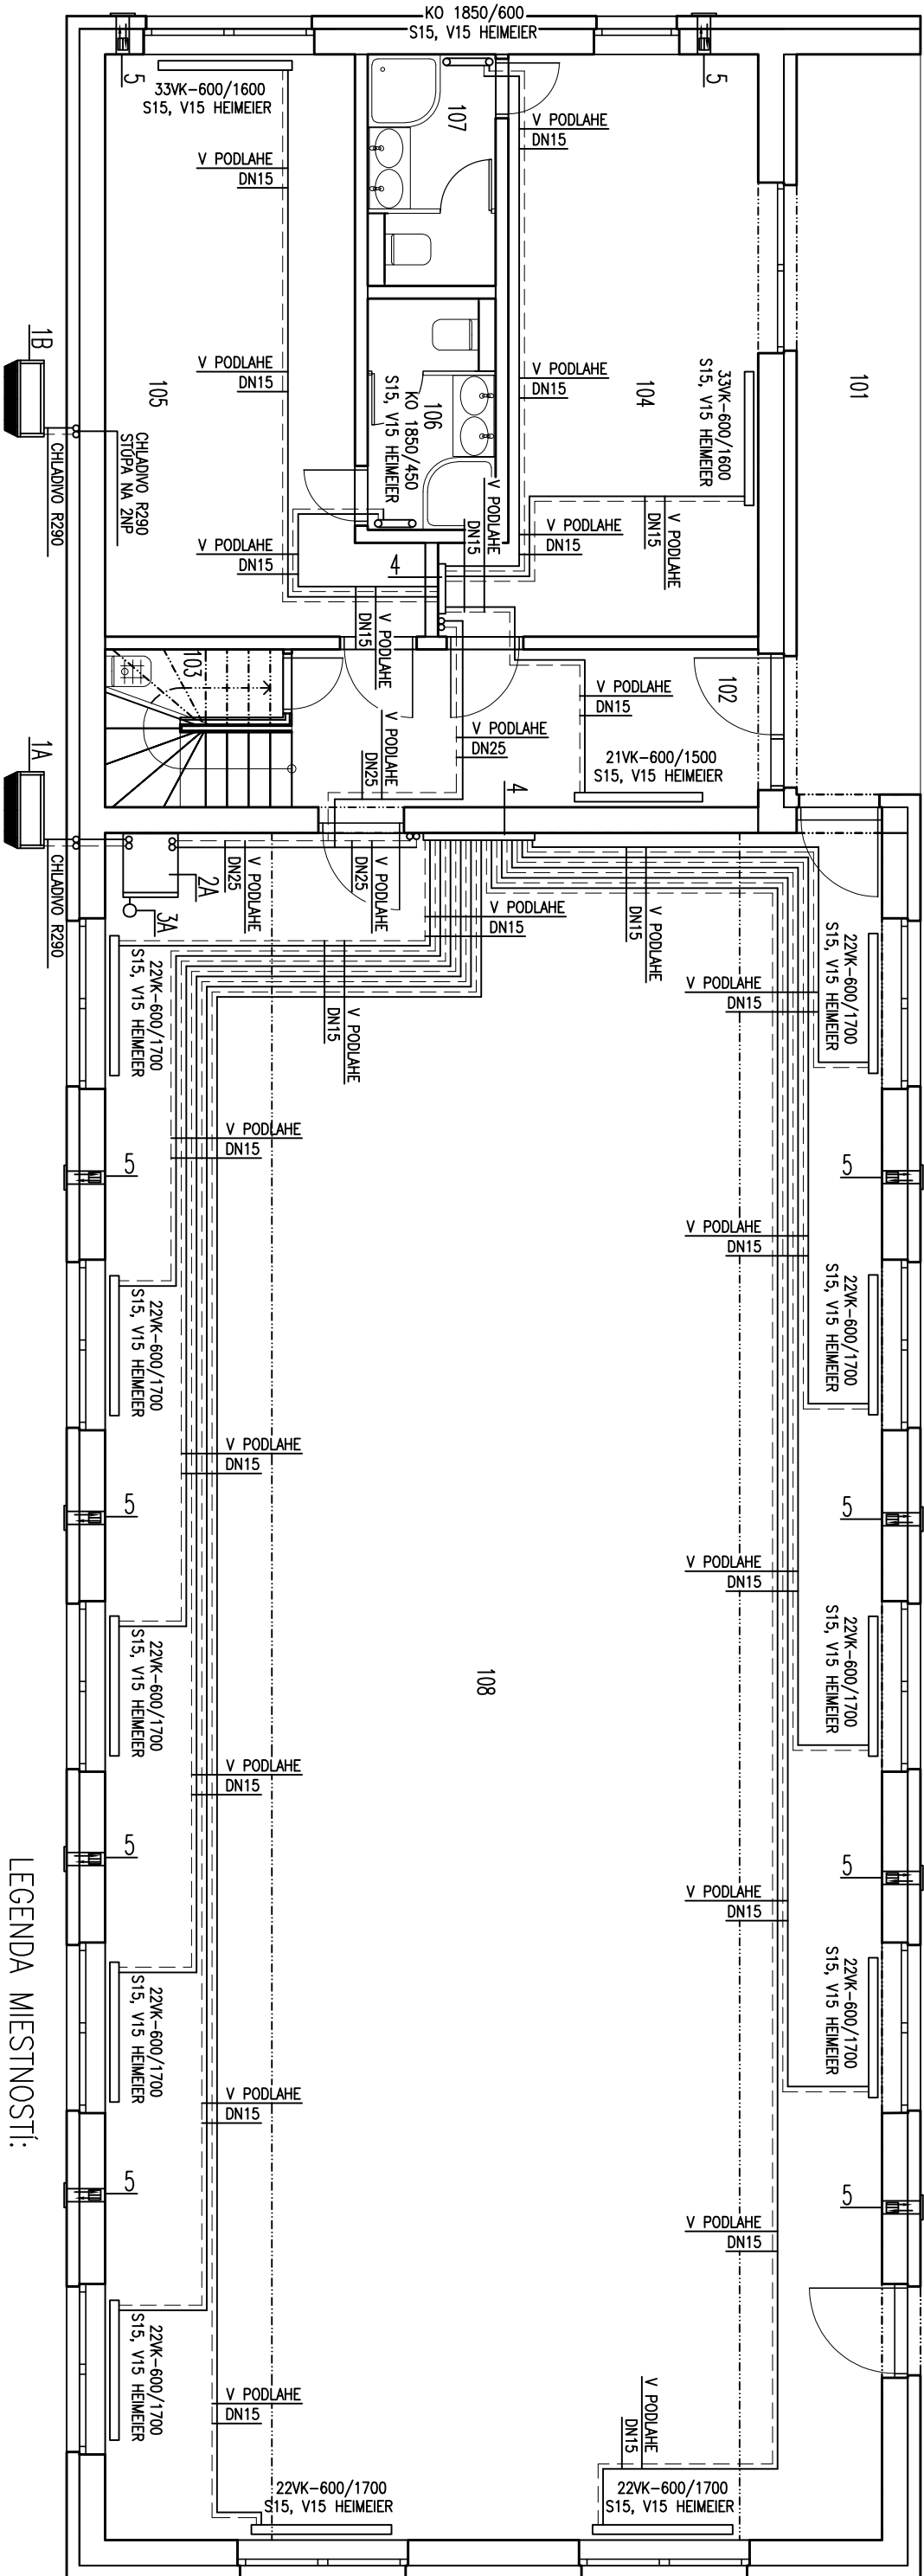 KO 1850/600
S15, V15 HEIMEIER
5
5
33VK-600/1600
S15, V15 HEIMEIER
107
V PODLAHE
DN15
V PODLAHE
DN15
101
104
33VK-600/1600
S15, V15 HEIMEIER
V PODLAHE
DN15
V PODLAHE
DN15
1B
105
106
KO 1850/450
S15, V15 HEIMEIER
CHLADIVO R290
STUPA NA 2NP
CHLADIVO R290
V PODLAHE
DN15
V PODLAHE
DN15
V PODLAHE
DN15
V PODLAHE
DN15
4
V PODLAHE
DN15
103
102
V PODLAHE
DN15
V PODLAHE
DN25
V PODLAHE
DN25
21VK-600/1500
S15, V15 HEIMEIER
1A
4
CHLADIVO R290
2A
3A
V PODLAHE
DN25
V PODLAHE
DN25
V PODLAHE
DN15
V PODLAHE
DN15
22VK-600/1700
S15, V15 HEIMEIER
22VK-600/1700
S15, V15 HEIMEIER
V PODLAHE
DN15
V PODLAHE
DN15
V PODLAHE
DN15
5
5
V PODLAHE
DN15
22VK-600/1700
S15, V15 HEIMEIER
22VK-600/1700
S15, V15 HEIMEIER
V PODLAHE
DN15
5
5
V PODLAHE
DN15
22VK-600/1700
S15, V15 HEIMEIER
22VK-600/1700
S15, V15 HEIMEIER
108
V PODLAHE
DN15
5
5
V PODLAHE
DN15
22VK-600/1700
S15, V15 HEIMEIER
22VK-600/1700
S15, V15 HEIMEIER
V PODLAHE
DN15
5
5
V PODLAHE
DN15
22VK-600/1700
S15, V15 HEIMEIER
V PODLAHE
DN15
V PODLAHE
DN15
22VK-600/1700
S15, V15 HEIMEIER
22VK-600/1700
S15, V15 HEIMEIER
LEGENDA MIESTNOSTÍ: